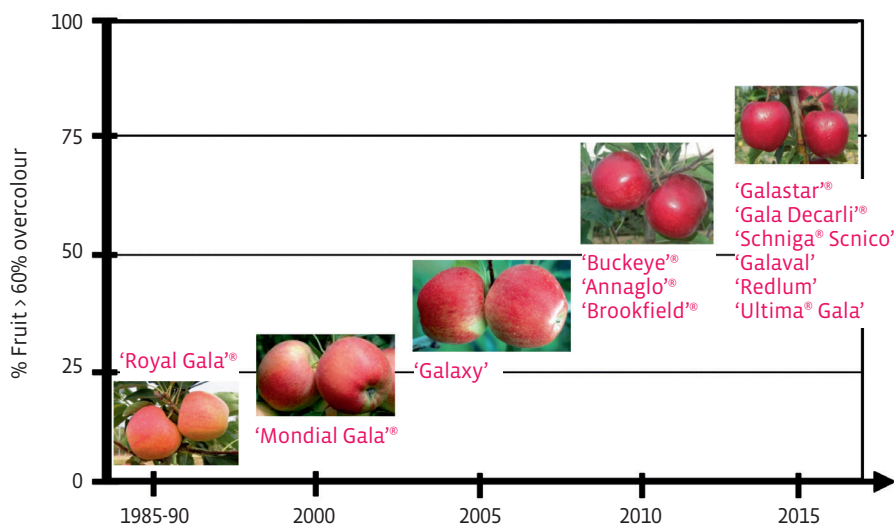 100
75
50
25
0
% Fruit > 60% overcolour
‘Royal Gala’®
‘Mondial Gala’®
‘Galaxy’
‘Buckeye’®
‘Annaglo’®
‘Brookfield’®
‘Galastar’®
‘Gala Decarli’®
‘Schniga® Scnico’
‘Galaval’
‘Redlum’
‘Ultima® Gala’
1985-90
2000
2005
2010
2015